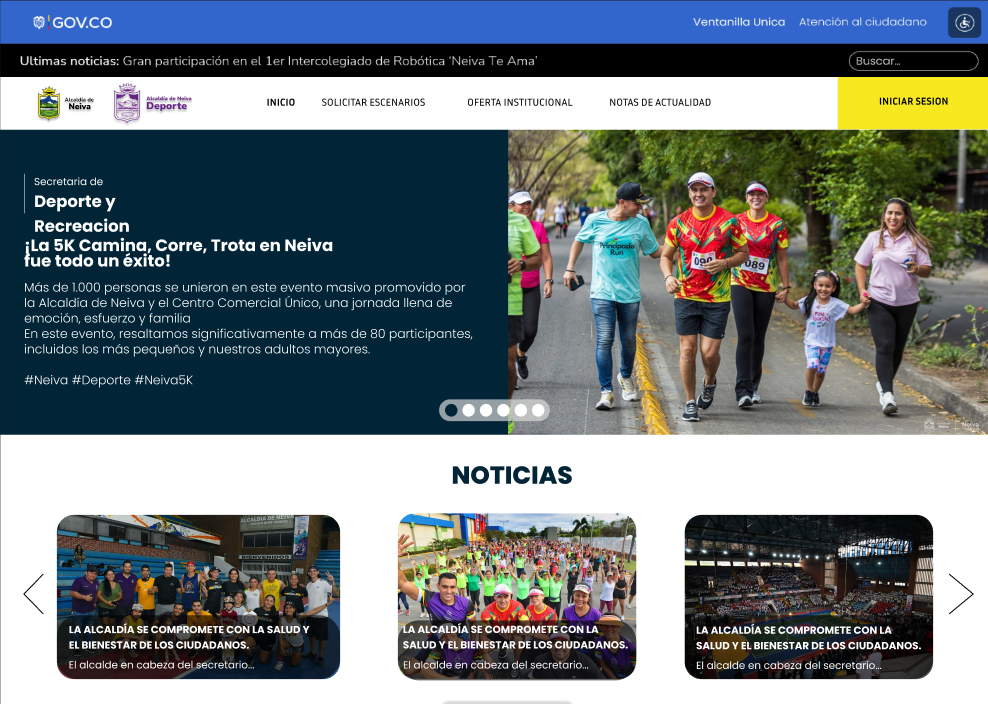 GOV.CO
Ventanilla Unica
Atención al ciudadano
Ultimas noticias: Gran participación en el 1er Intercolegiado de Robótica ‘Neiva Te Ama’
Buscar...
Alcaldía de
Neiva
Alcaldía de Neiva
Deporte
INICIO
SOLICITAR ESCENARIOS
OFERTA INSTITUCIONAL
NOTAS DE ACTUALIDAD
INICIAR SESION
Secretaria de
Deporte y
Recreacion
¡La 5K Camina, Corre, Trota en Neiva
fue todo un éxito!
Más de 1.000 personas se unieron en este evento masivo promovido por
la Alcaldía de Neiva y el Centro Comercial Único, una jornada llena de
emoción, esfuerzo y familia
En este evento, resaltamos significativamente a más de 80 participantes,
incluidos los más pequeños y nuestros adultos mayores.
#Neiva #Deporte #Neiva5K
Principado
Run
090
089
NOTICIAS
ALCALDIA DE NEIVA
BIENVENIDOS
LA ALCALDÍA SE COMPROMETE CON LA SALUD Y
EL BIENESTAR DE LOS CIUDADANOS.
El alcalde en cabeza del secretario...
LA ALCALDÍA SE COMPROMETE CON LA
SALUD Y EL BIENESTAR DE LOS CIUDADANOS.
El alcalde en cabeza del secretario...
LA ALCALDÍA SE COMPROMETE CON LA
SALUD Y EL BIENESTAR DE LOS CIUDADANOS.
El alcalde en cabeza del secretario...